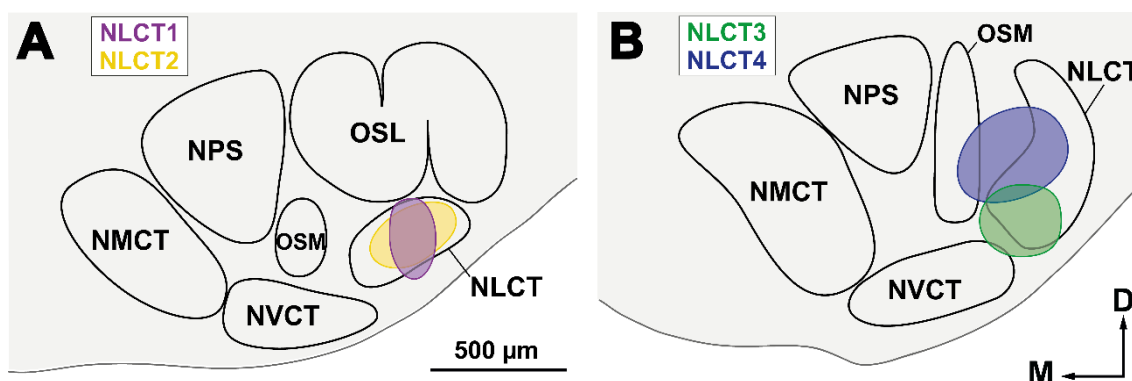 A
NLCT1
NLCT2
NPS
OSL
NMCT
OSM
NVCT
NLCT
500 µm
B
NLCT3
NLCT4
OSM
NLCT
NPS
NMCT
NVCT
D
M